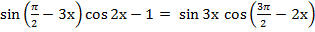 sin (π/2 − 3x) cos 2x − 1 = sin 3x cos (3π/2 − 2x)